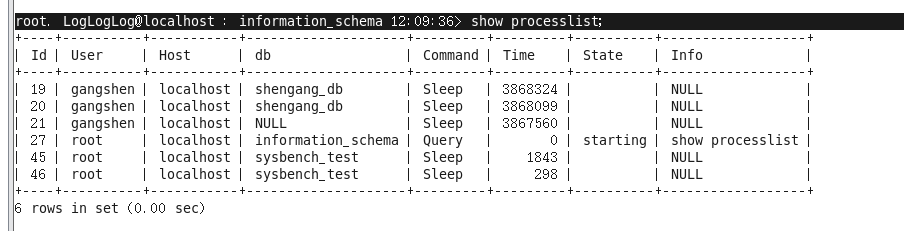 root. LogLogLog@localhost : information_schema 12:09:36> show processlist;
+----+----------+-----------+--------------------+---------+---------+----------+------------------+
| Id | User | Host | db | Command | Time | State | Info |
+----+----------+-----------+--------------------+---------+---------+----------+------------------+
| 19 | gangshen | localhost | shengang_db | Sleep | 3868324 | | NULL |
| 20 | gangshen | localhost | shengang_db | Sleep | 3868099 | | NULL |
| 21 | gangshen | localhost | NULL | Sleep | 3867560 | | NULL |
| 27 | root | localhost | information_schema | Query | 0 | starting | show processlist |
| 45 | root | localhost | sysbench_test | Sleep | 1843 | | NULL |
| 46 | root | localhost | sysbench_test | Sleep | 298 | | NULL |
+----+----------+-----------+--------------------+---------+---------+----------+------------------+
6 rows in set (0.00 sec)